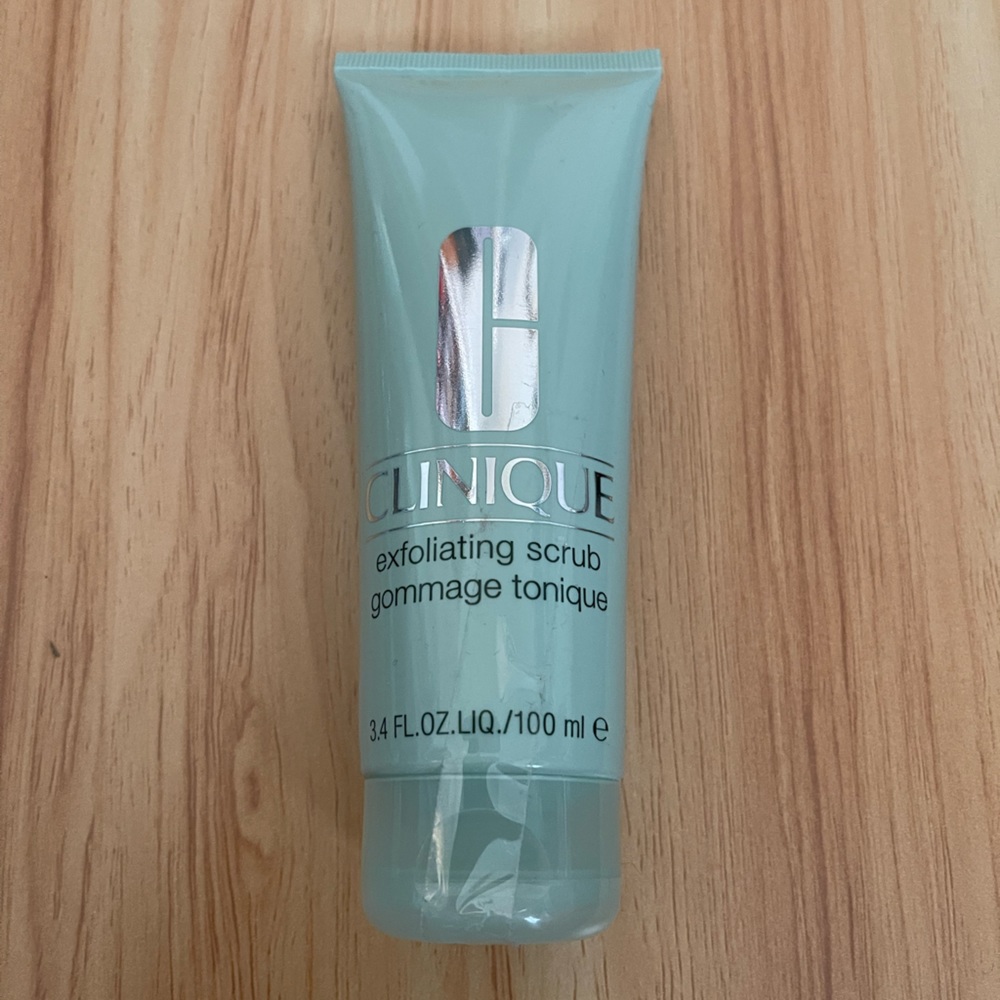 CLINIQUE
exfoliating scrub
gommage tonique
3.4 FL.OZ.LIQ./100 ml ℮